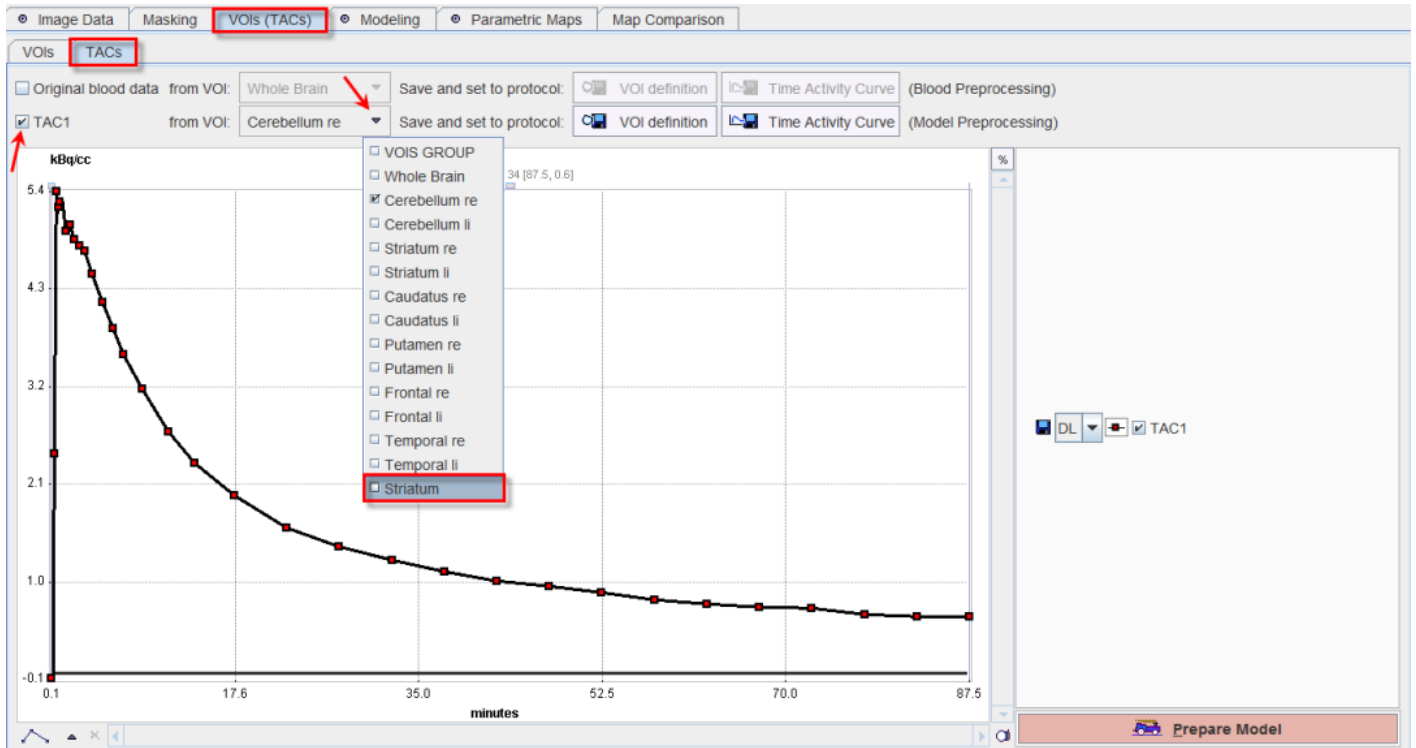 Image Data Masking VOIs (TACs) Modeling Parametric Maps Map Comparison
VOIs TACs
Original blood data from VOI: Whole Brain Save and set to protocol: VOI definition Time Activity Curve (Blood Preprocessing)
TAC1 from VOI: Cerebellum re Save and set to protocol: VOI definition Time Activity Curve (Model Preprocessing)
kBq/cc
34 [87.5, 0.6]
%
VOIS GROUP
Whole Brain
Cerebellum re
Cerebellum li
Striatum re
Striatum li
Caudatus re
Caudatus li
Putamen re
Putamen li
Frontal re
Frontal li
Temporal re
Temporal li
Striatum
5.4
4.3
3.2
2.1
1.0
-0.1
0.1 17.6 35.0 52.5 70.0 87.5
minutes
DL TAC1
Prepare Model